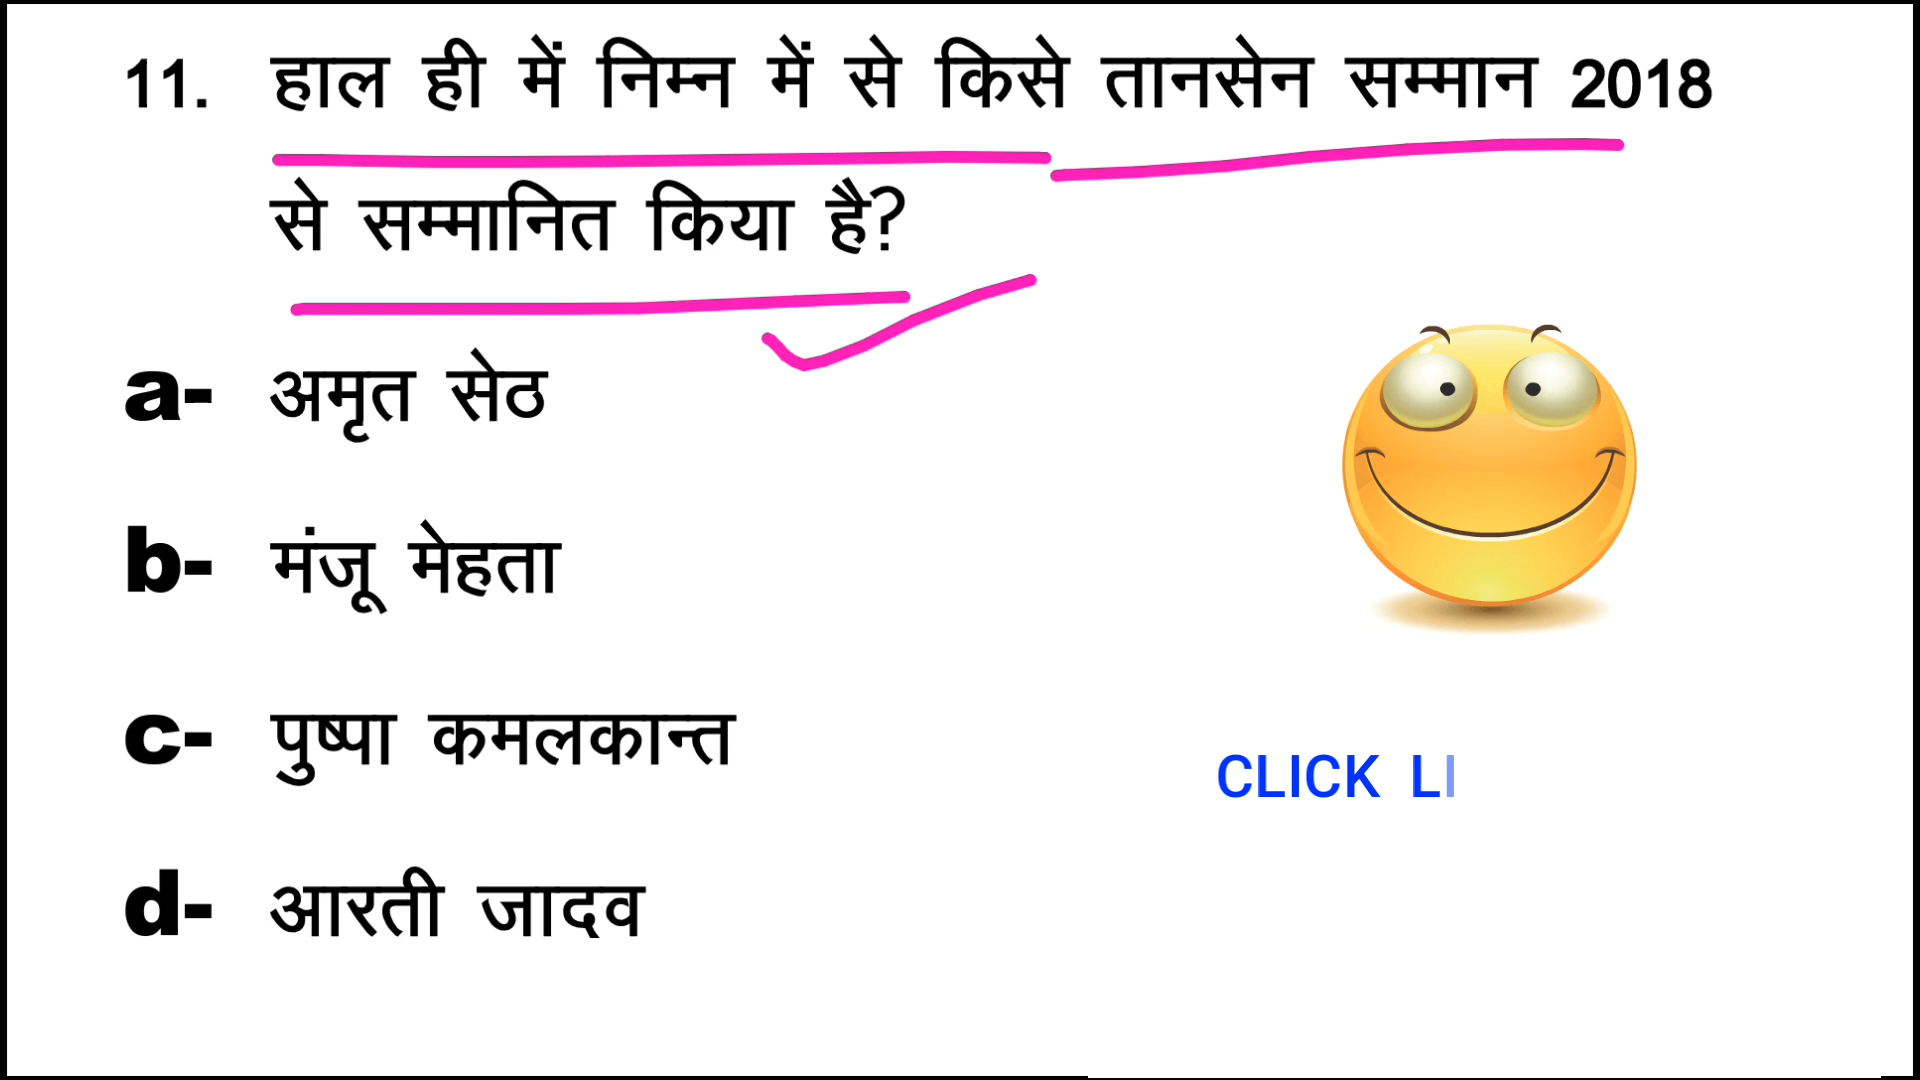 11. हाल ही में निम्न में से किसे तानसेन सम्मान 2018
से सम्मानित किया है?
a- अमृत सेठ
b- मंजू मेहता
c- पुष्पा कमलकान्त
CLICK LI
d- आरती जादव